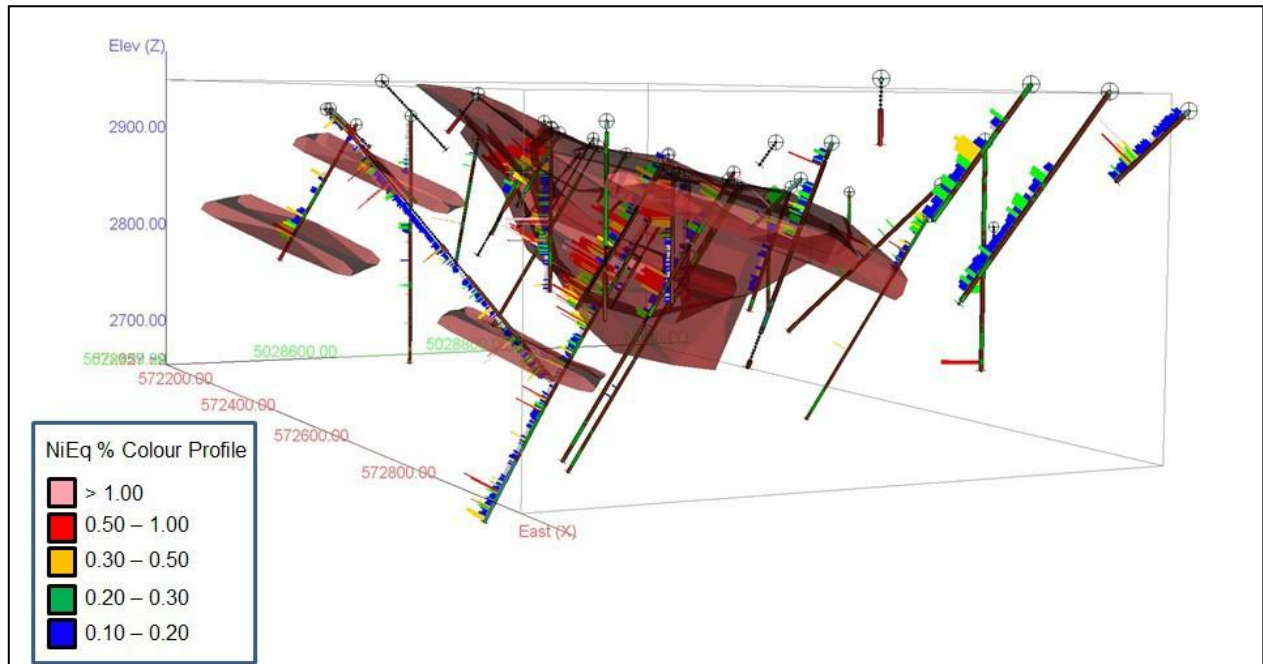 Elev (Z)
2900.00
2800.00
2700.00
5028600.00
572200.00
572400.00
572600.00
572800.00
East (X)
NiEq % Colour Profile
> 1.00
0.50 – 1.00
0.30 – 0.50
0.20 – 0.30
0.10 – 0.20